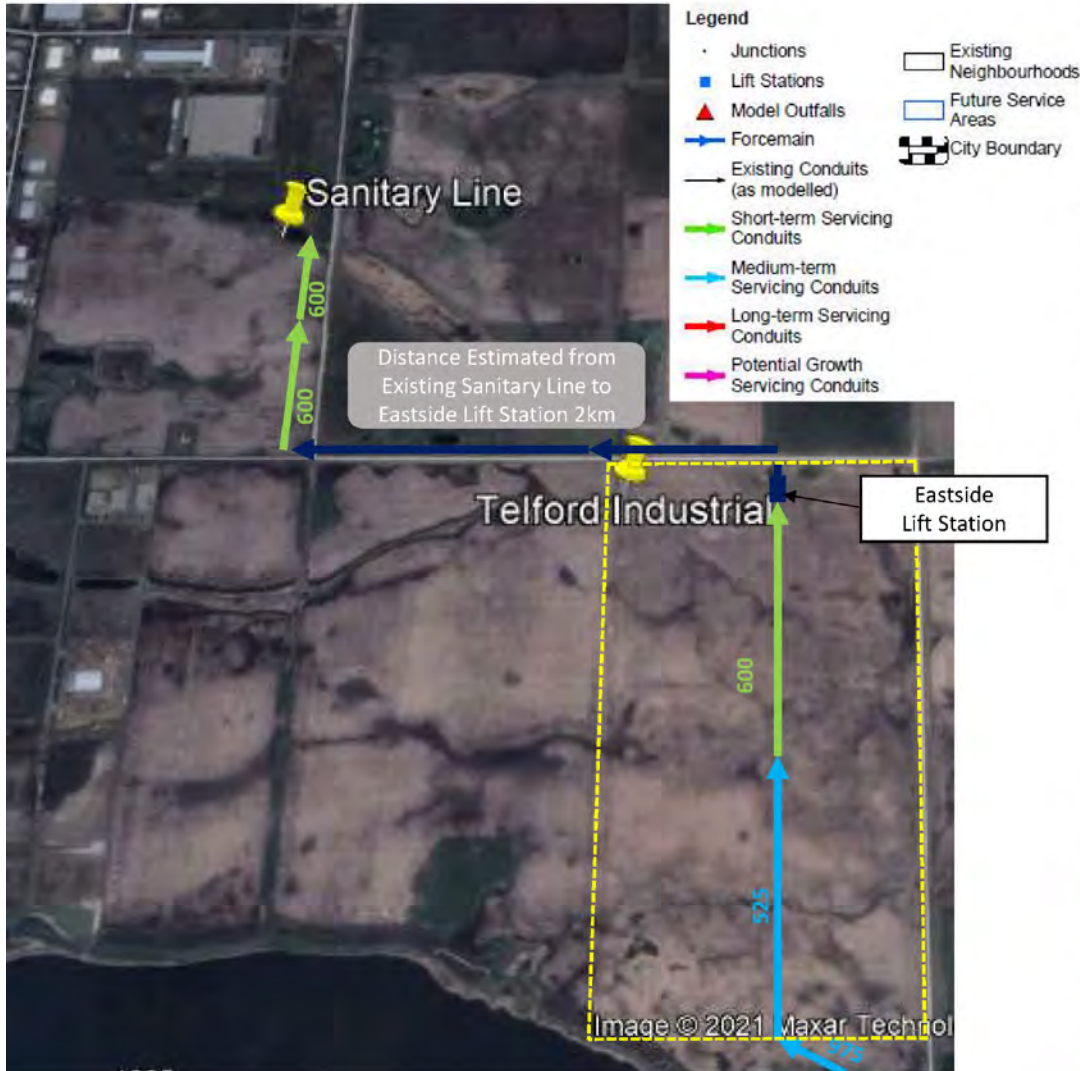 Legend
Junctions
Lift Stations
Model Outfalls
Forcemain
Existing Conduits
(as modelled)
Short-term Servicing
Conduits
Medium-term
Servicing Conduits
Long-term Servicing
Conduits
Potential Growth
Servicing Conduits
Existing
Neighbourhoods
Future Service
Areas
City Boundary
Sanitary Line
600
600
Distance Estimated from
Existing Sanitary Line to
Eastside Lift Station 2km
Telford Industrial
Eastside
Lift Station
600
525
Image © 2021 Maxar Technol
975